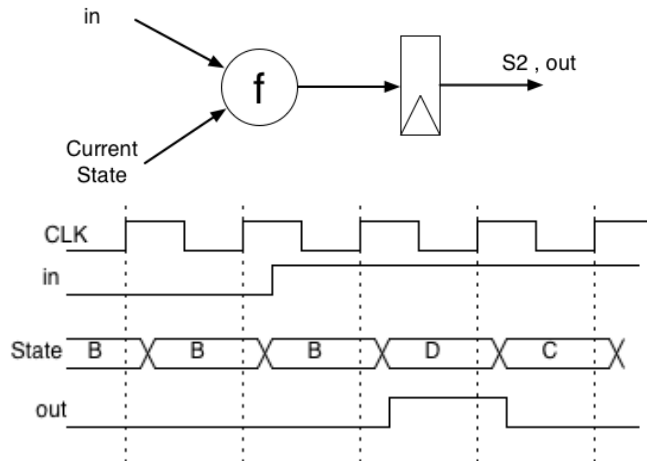 in
f
S2 , out
Current
State
CLK
in
State B B B D C
out